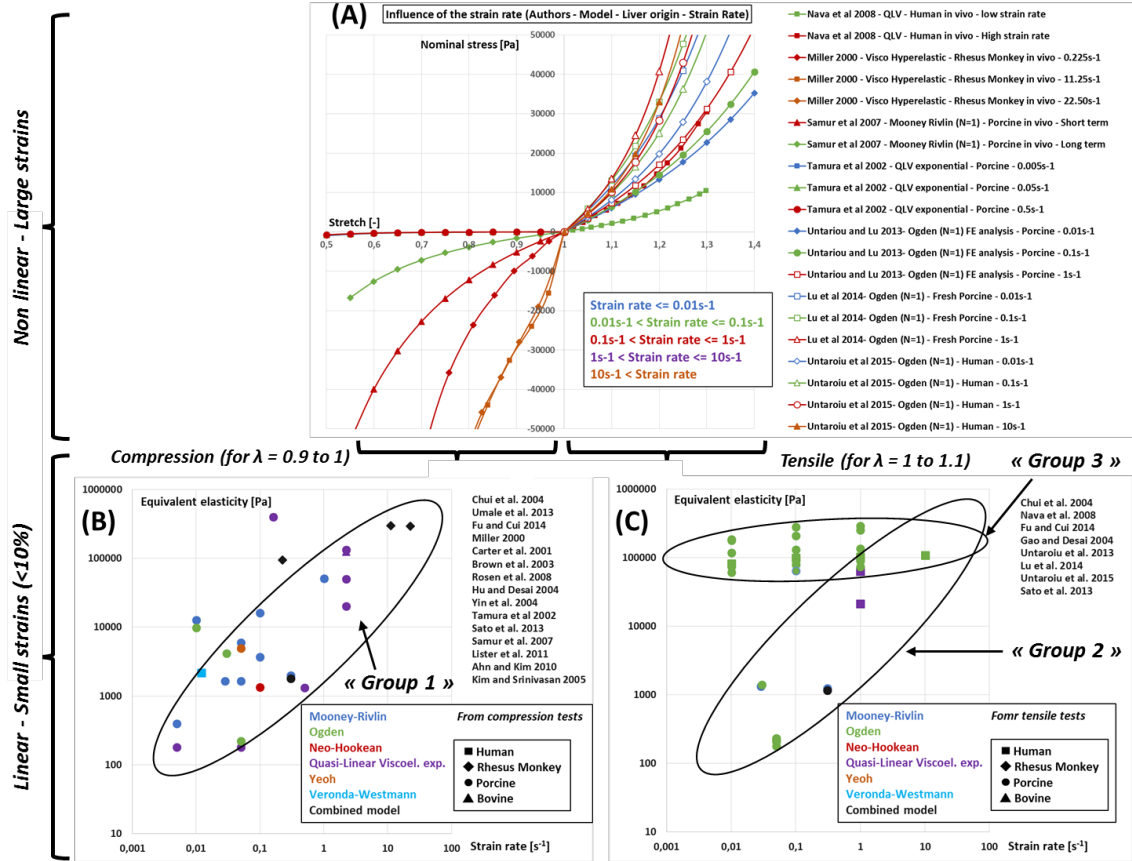 Non linear - Large strains
(A)
Influence of the strain rate (Authors - Model - Liver origin - Strain Rate)
Nominal stress [Pa]
50000
40000
30000
20000
10000
0
-10000
-20000
-30000
-40000
-50000
Stretch [-]
0,5 0,6 0,7 0,8 0,9 1 1,1 1,2 1,3 1,4
Strain rate <= 0.01s-1
0.01s-1 < Strain rate <= 0.1s-1
0.1s-1 < Strain rate <= 1s-1
1s-1 < Strain rate <= 10s-1
10s-1 < Strain rate
Nava et al 2008 - QLV - Human in vivo - low strain rate
Nava et al 2008 - QLV - Human in vivo - High strain rate
Miller 2000 - Visco Hyperelastic - Rhesus Monkey in vivo - 0.225s-1
Miller 2000 - Visco Hyperelastic - Rhesus Monkey in vivo - 11.25s-1
Miller 2000 - Visco Hyperelastic - Rhesus Monkey in vivo - 22.50s-1
Samur et al 2007 - Mooney Rivlin (N=1) - Porcine in vivo - Short term
Samur et al 2007 - Mooney Rivlin (N=1) - Porcine in vivo - Long term
Tamura et al 2002 - QLV exponential - Porcine - 0.005s-1
Tamura et al 2002 - QLV exponential - Porcine - 0.05s-1
Tamura et al 2002 - QLV exponential - Porcine - 0.5s-1
Untariou and Lu 2013- Ogden (N=1) FE analysis - Porcine - 0.01s-1
Untariou and Lu 2013- Ogden (N=1) FE analysis - Porcine - 0.1s-1
Untariou and Lu 2013- Ogden (N=1) FE analysis - Porcine - 1s-1
Lu et al 2014- Ogden (N=1) - Fresh Porcine - 0.01s-1
Lu et al 2014- Ogden (N=1) - Fresh Porcine - 0.1s-1
Lu et al 2014- Ogden (N=1) - Fresh Porcine - 1s-1
Untaroiu et al 2015- Ogden (N=1) - Human - 0.01s-1
Untaroiu et al 2015- Ogden (N=1) - Human - 0.1s-1
Untaroiu et al 2015- Ogden (N=1) - Human - 1s-1
Untaroiu et al 2015- Ogden (N=1) - Human - 10s-1
Linear - Small strains (<10%)
Compression (for λ = 0.9 to 1)
(B)
Equivalent elasticity [Pa]
1000000
100000
10000
1000
100
10
0,001 0,01 0,1 1 10 100
Strain rate [s-1]
Chui et al. 2004
Umale et al. 2013
Fu and Cui 2014
Miller 2000
Carter et al. 2001
Brown et al. 2003
Rosen et al. 2008
Hu and Desai 2004
Yin et al. 2004
Tamura et al 2002
Sato et al. 2013
Samur et al. 2007
Lister et al. 2011
Ahn and Kim 2010
Kim and Srinivasan 2005
« Group 1 »
Mooney-Rivlin
Ogden
Neo-Hookean
Quasi-Linear Viscoel. exp.
Yeoh
Veronda-Westmann
Combined model
From compression tests
Human
Rhesus Monkey
Porcine
Bovine
Tensile (for λ = 1 to 1.1)
« Group 3 »
(C)
Equivalent elasticity [Pa]
1000000
100000
10000
1000
100
10
0,001 0,01 0,1 1 10 100
Strain rate [s-1]
Chui et al. 2004
Nava et al. 2008
Fu and Cui 2014
Gao and Desai 2004
Untaroiu et al. 2013
Lu et al. 2014
Untaroiu et al. 2015
Sato et al. 2013
« Group 2 »
Mooney-Rivlin
Ogden
Neo-Hookean
Quasi-Linear Viscoel. exp.
Yeoh
Veronda-Westmann
Combined model
Fomr tensile tests
Human
Rhesus Monkey
Porcine
Bovine